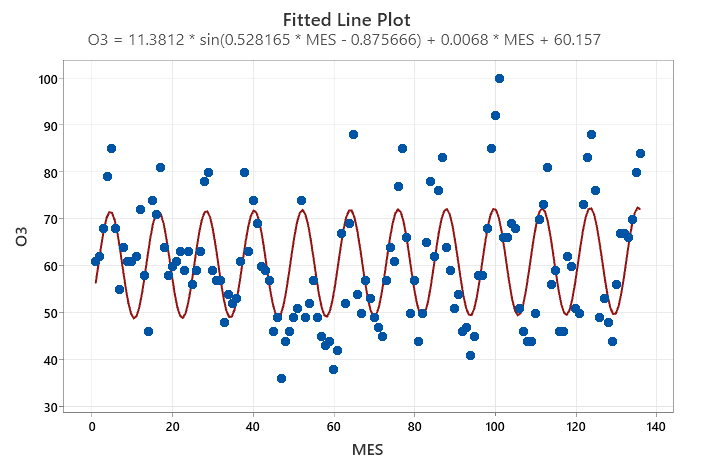 Fitted Line Plot
O3 = 11.3812 * sin(0.528165 * MES - 0.875666) + 0.0068 * MES + 60.157
100
90
80
70
60
50
40
30
O3
0 20 40 60 80 100 120 140
MES